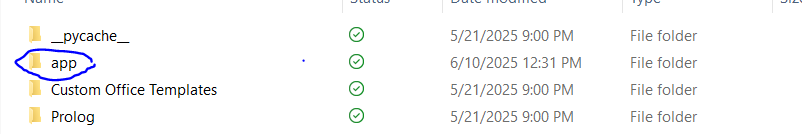 Name Status Date modified Type Size
__pycache__ 5/21/2025 9:00 PM File folder
app 6/10/2025 12:31 PM File folder
Custom Office Templates 5/21/2025 9:00 PM File folder
Prolog 5/21/2025 9:00 PM File folder